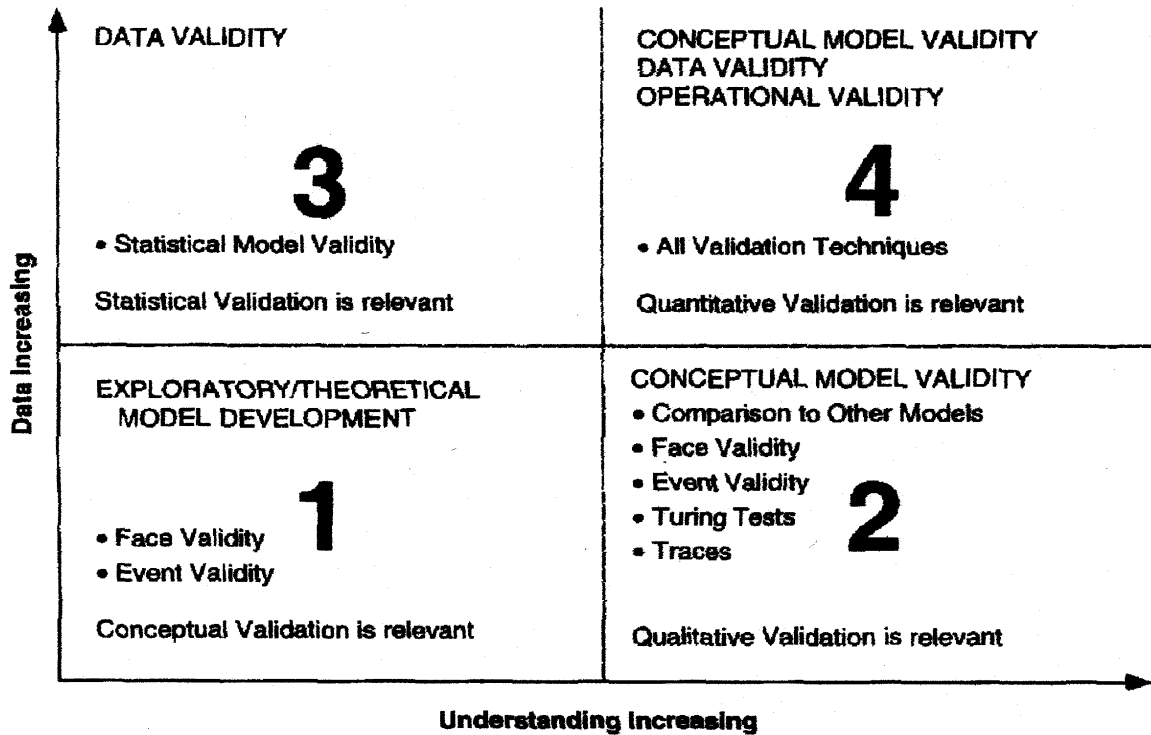 DATA VALIDITY
3
• Statistical Model Validity
Statistical Validation is relevant
CONCEPTUAL MODEL VALIDITY
DATA VALIDITY
OPERATIONAL VALIDITY
4
• All Validation Techniques
Quantitative Validation is relevant
EXPLORATORY/THEORETICAL
MODEL DEVELOPMENT
1
• Face Validity
• Event Validity
Conceptual Validation is relevant
CONCEPTUAL MODEL VALIDITY
• Comparison to Other Models
• Face Validity
• Event Validity
• Turing Tests
• Traces
2
Qualitative Validation is relevant
Data Increasing
Understanding Increasing